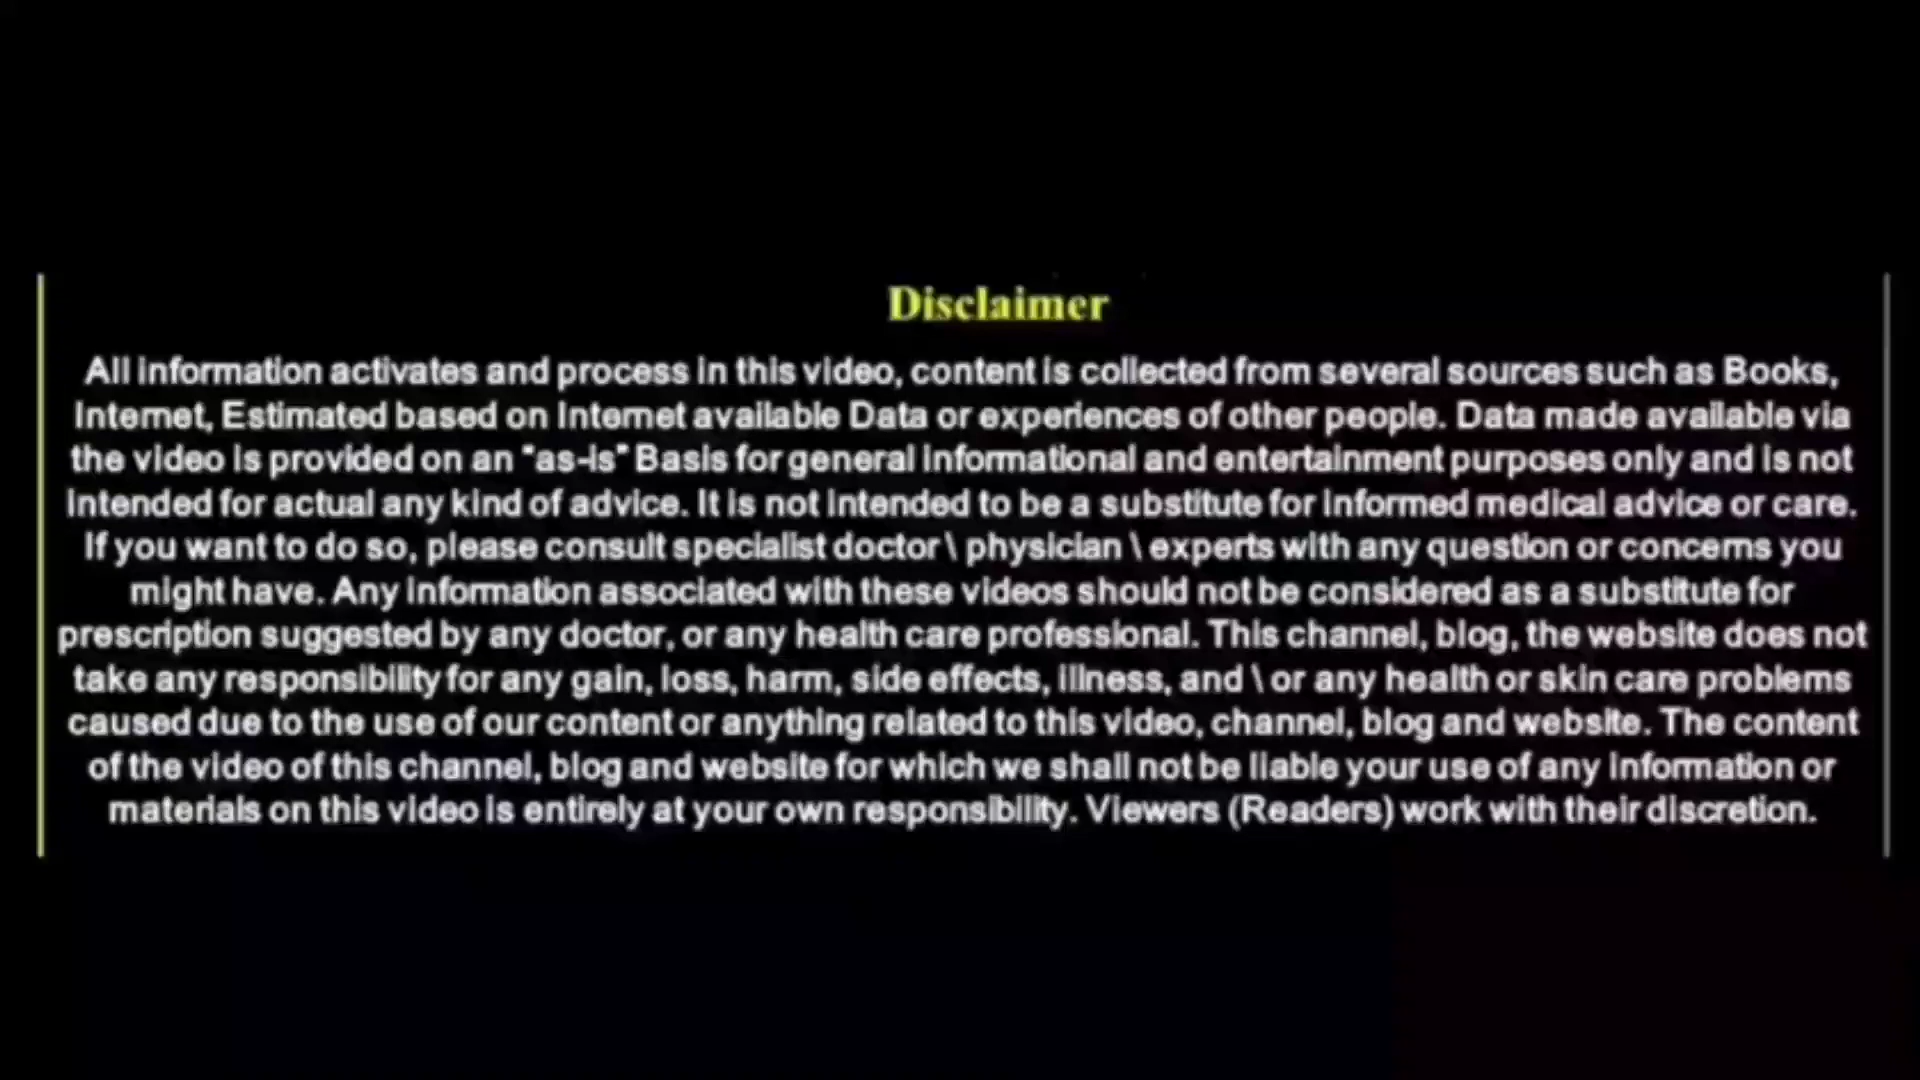 Disclaimer
All information activates and process in this video, content is collected from several sources such as Books,
Internet, Estimated based on Internet available Data or experiences of other people. Data made available via
the video is provided on an "as-is" Basis for general informational and entertainment purposes only and is not
intended for actual any kind of advice. It is not intended to be a substitute for informed medical advice or care.
If you want to do so, please consult specialist doctor \ physician \ experts with any question or concerns you
might have. Any information associated with these videos should not be considered as a substitute for
prescription suggested by any doctor, or any health care professional. This channel, blog, the website does not
take any responsibility for any gain, loss, harm, side effects, illness, and \ or any health or skin care problems
caused due to the use of our content or anything related to this video, channel, blog and website. The content
of the video of this channel, blog and website for which we shall not be liable your use of any information or
materials on this video is entirely at your own responsibility. Viewers (Readers) work with their discretion.